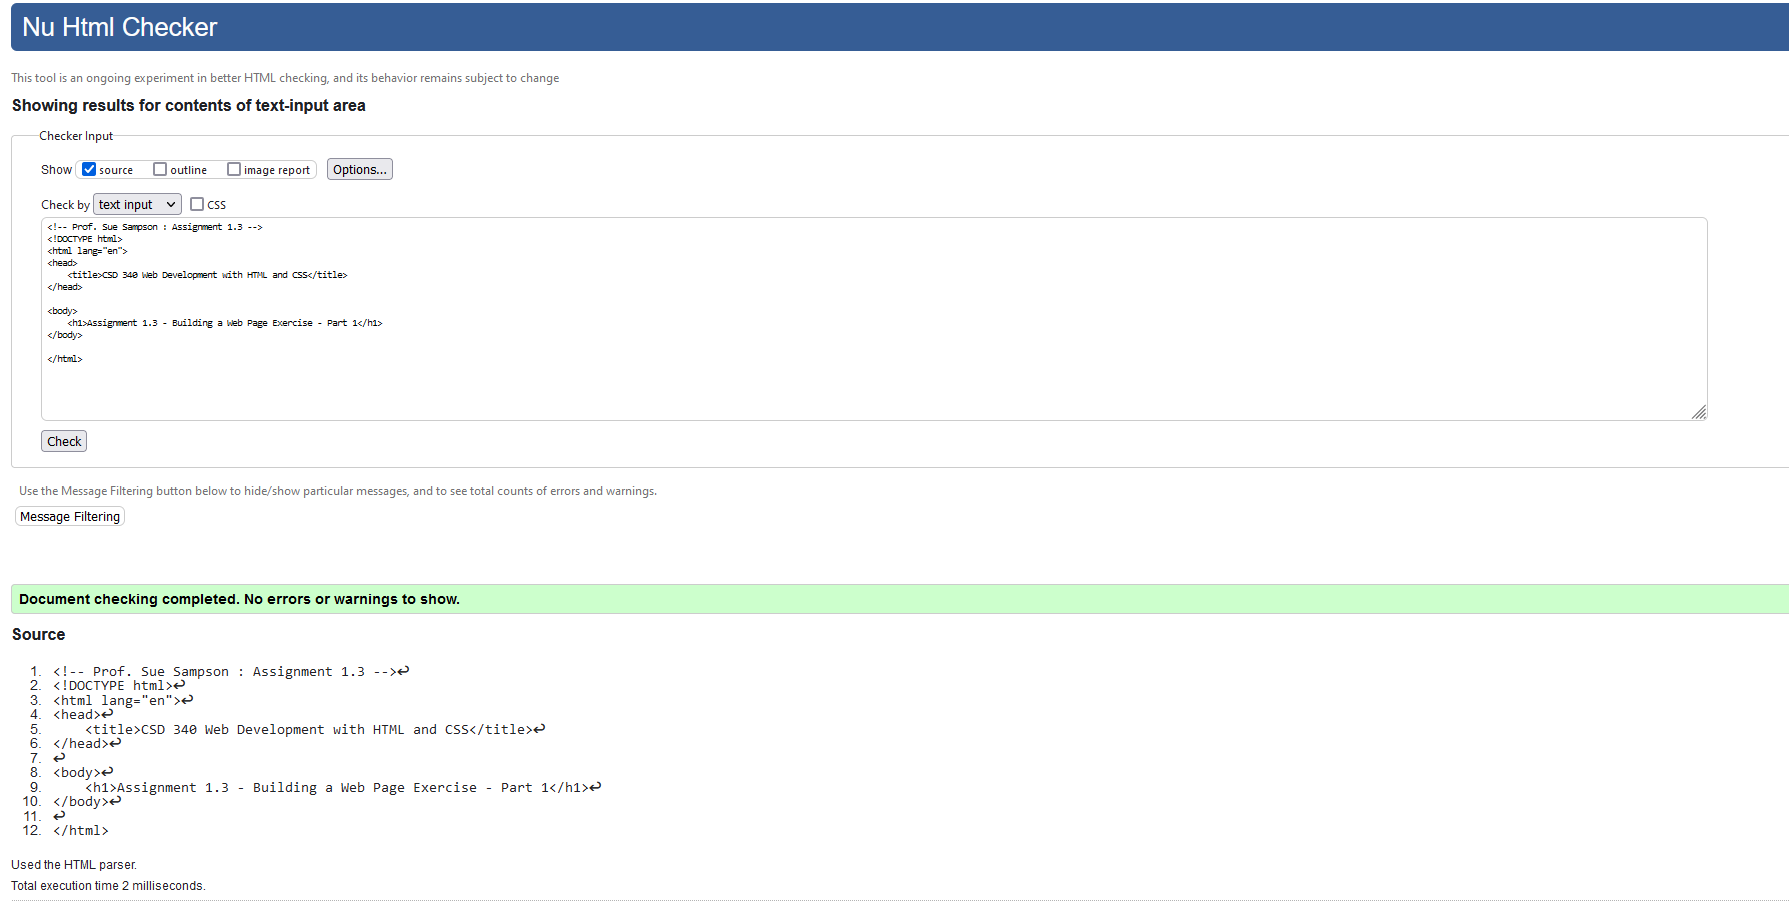 Nu Html Checker
This tool is an ongoing experiment in better HTML checking, and its behavior remains subject to change
Showing results for contents of text-input area
Checker Input
Show source outline image report Options...
Check by text input CSS
<!-- Prof. Sue Sampson : Assignment 1.3 -->
<!DOCTYPE html>
<html lang="en">
<head>
    <title>CSD 340 Web Development with HTML and CSS</title>
</head>
<body>
    <h1>Assignment 1.3 - Building a Web Page Exercise - Part 1</h1>
</body>
</html>
Check
Use the Message Filtering button below to hide/show particular messages, and to see total counts of errors and warnings.
Message Filtering
Document checking completed. No errors or warnings to show.
Source
1. <!-- Prof. Sue Sampson : Assignment 1.3 -->↩
2. <!DOCTYPE html>↩
3. <html lang="en">↩
4. <head>↩
5.     <title>CSD 340 Web Development with HTML and CSS</title>↩
6. </head>↩
7. ↩
8. <body>↩
9.     <h1>Assignment 1.3 - Building a Web Page Exercise - Part 1</h1>↩
10. </body>↩
11. ↩
12. </html>
Used the HTML parser.
Total execution time 2 milliseconds.